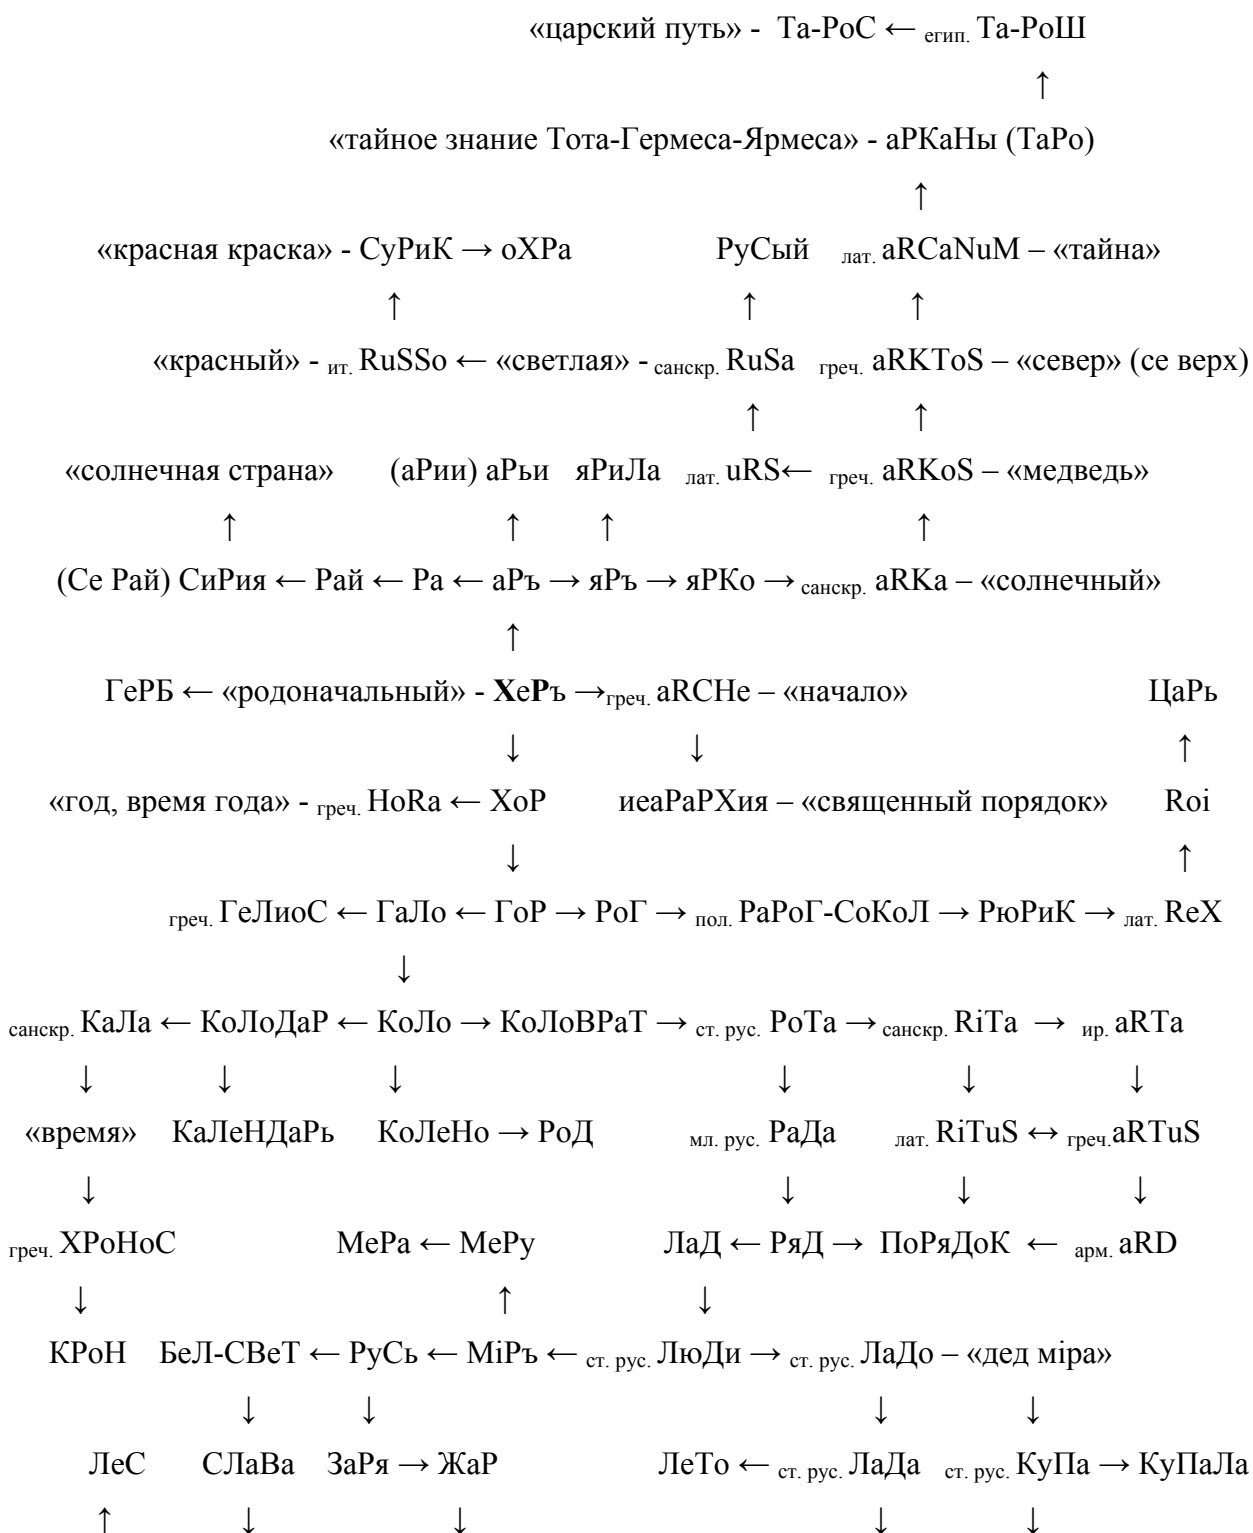 «царский путь» - Та-РоС ← егип. Та-РоШ
↑
«тайное знание Тота-Гермеса-Ярмеса» - аРКаНы (ТаРо)
↑
«красная краска» - СуРиК → оХРа РуСый лат. aRCaNuM – «тайна»
↑ ↑ ↑
«красный» - ит. RuSSo ← «светлая» - санскр. RuSa греч. aRKToS – «север» (се верх)
↑ ↑
«солнечная страна» (аРии) аРьи яРиЛа лат. uRS← греч. aRKoS – «медведь»
↑ ↑ ↑ ↑
(Се Рай) СиРия ← Рай ← Ра ← аРъ → яРъ → яРКо → санскр. aRKa – «солнечный»
↑
ГеРБ ← «родоначальный» - ХеРъ →греч. aRCHe – «начало» ЦаРь
↓ ↓ ↑
«год, время года» - греч. HoRa ← ХоР иеаРаРХия – «священный порядок» Roi
↓ ↑
греч. ГеЛиоС ← ГаЛо ← ГоР → РоГ → пол. РаРоГ-СоКоЛ → РюРиК → лат. ReX
↓
санскр. КаЛа ← КоЛоДаР ← КоЛо → КоЛоВРаТ → ст. рус. РоТа → санскр. RiTa → ир. aRTa
↓ ↓ ↓ ↓ ↓ ↓
«время» КаЛеНДаРь КоЛеНо → РоД мл. рус. РаДа лат. RiTuS ↔ греч.aRTuS
↓ ↓ ↓ ↓
греч. ХРоНоС МеРа ← МеРу ЛаД ← РяД → ПоРяДоК ← арм. aRD
↓ ↑ ↓
КРоН БеЛ-СВеТ ← РуСь ← МiРъ ← ст. рус. ЛюДи → ст. рус. ЛаДо – «дед мiра»
↓ ↓ ↓ ↓
ЛеС СЛаВа ЗаРя → ЖаР ЛеТо ← ст. рус. ЛаДа ст. рус. КуПа → КуПаЛа
↑ ↓ ↓ ↓ ↓